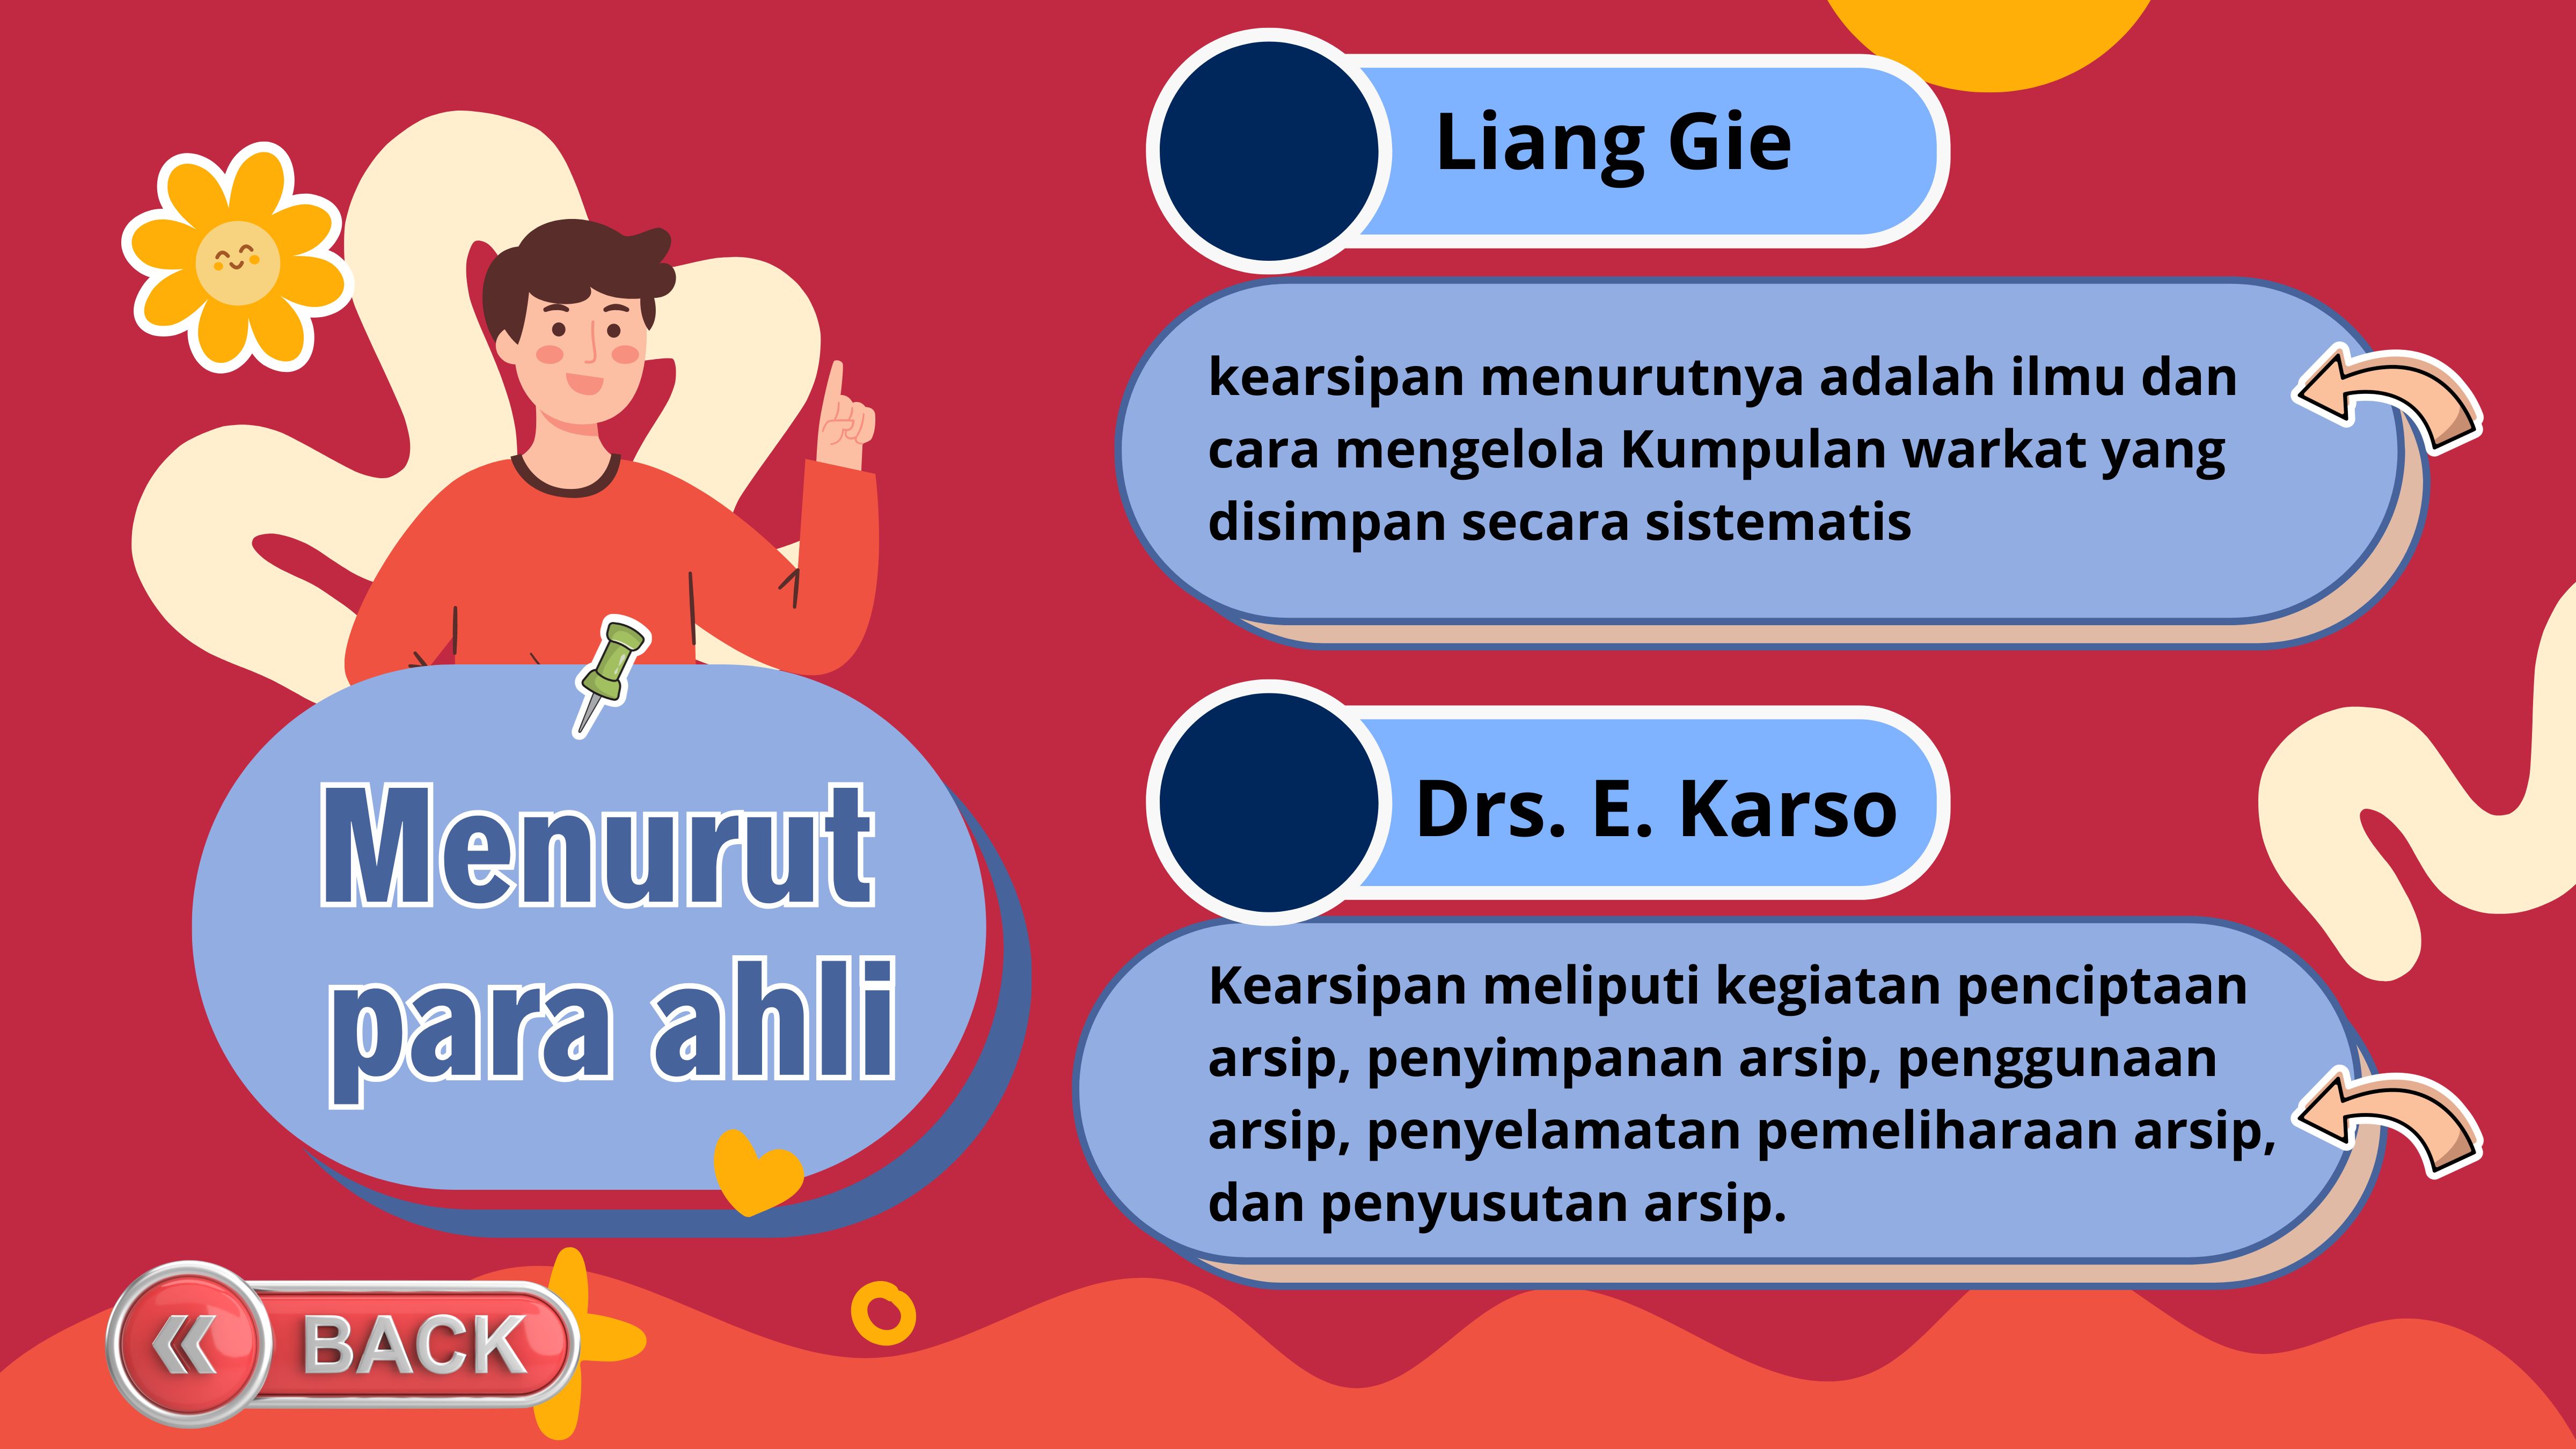 Menurut
para ahli
Liang Gie
kearsipan menurutnya adalah ilmu dan
cara mengelola Kumpulan warkat yang
disimpan secara sistematis
Drs. E. Karso
Kearsipan meliputi kegiatan penciptaan
arsip, penyimpanan arsip, penggunaan
arsip, penyelamatan pemeliharaan arsip,
dan penyusutan arsip.
BACK